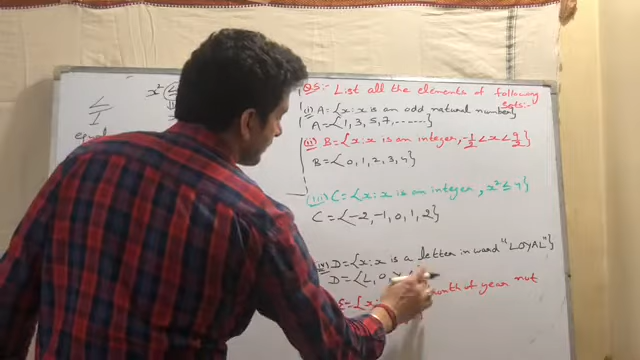 x² ≤
≤
I
equal
Q5:- List all the elements of following sets:-
(i) A={x:x is an odd natural number}
A={1,3,5,7,------}
(ii) B={x:x is an integer,-1/2<x<9/2}
B={0,1,2,3,4}
(iii) C={x:x is an integer, x²≤4}
C={-2,-1,0,1,2}
(iv) D={x:x is a letter in word "LOYAL"}
D={L,O,
month of year not